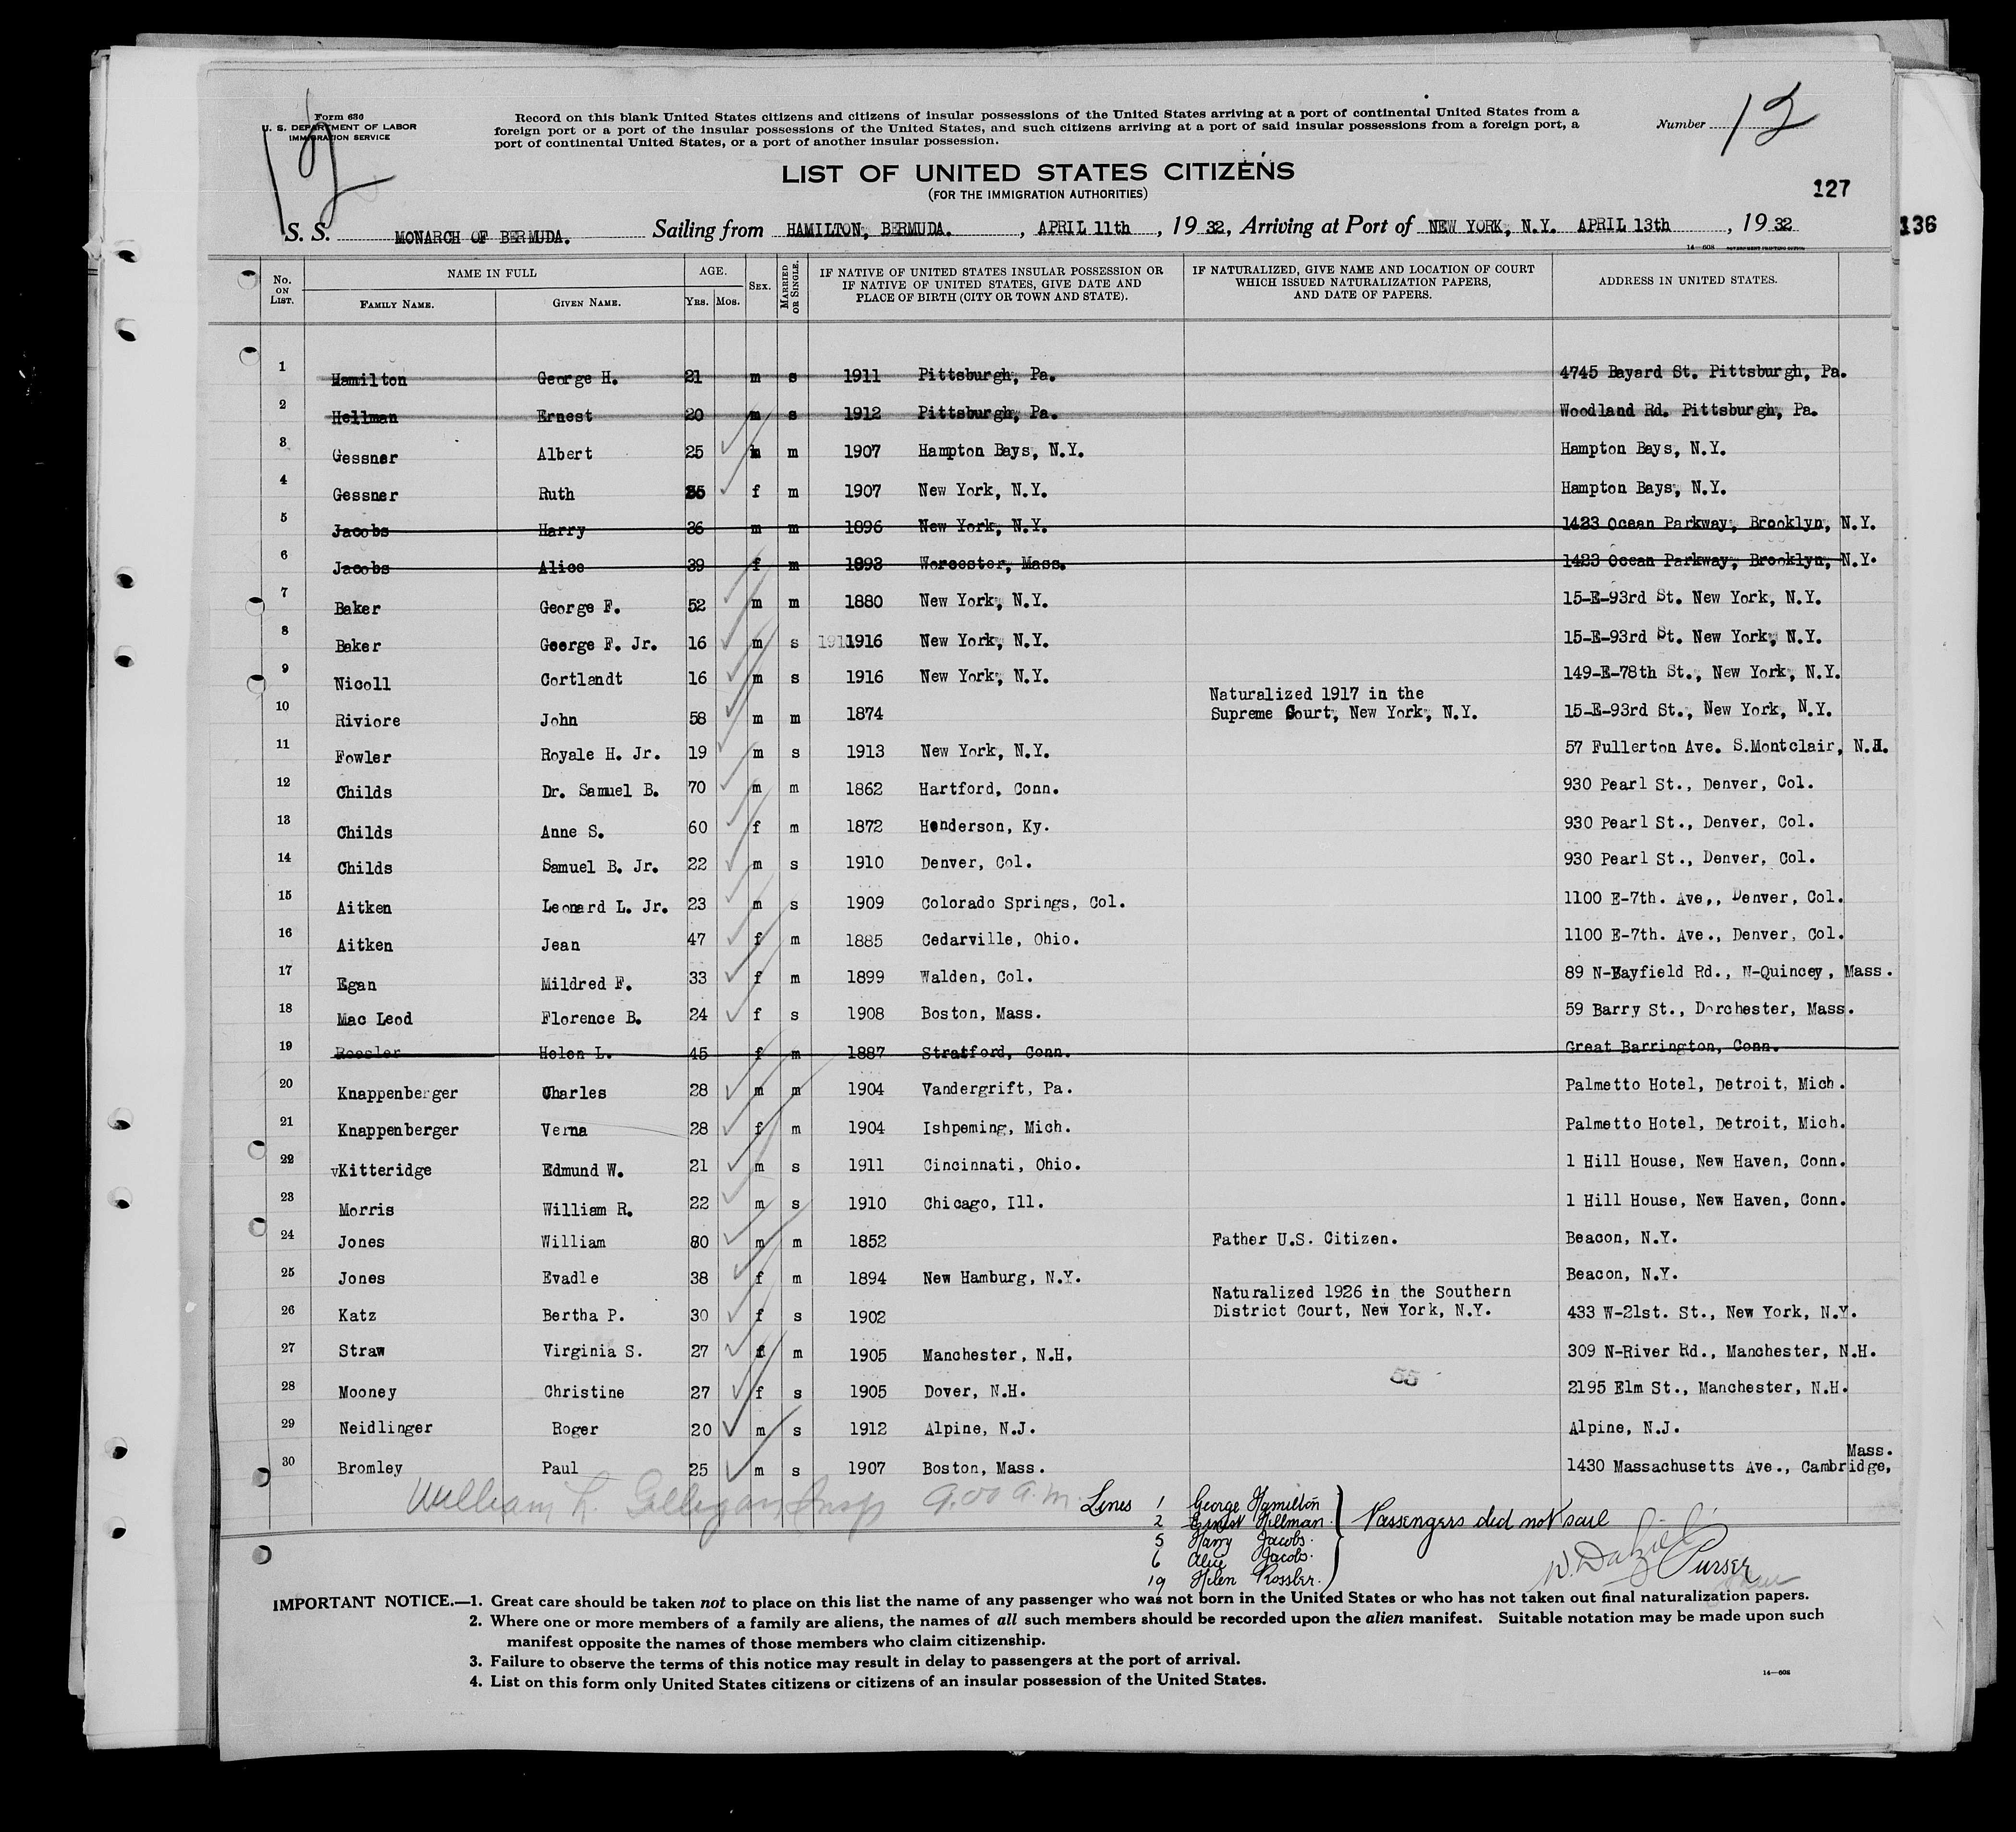 Form 636
U. S. DEPARTMENT OF LABOR
IMMIGRATION SERVICE
12
Record on this blank United States citizens and citizens of insular possessions of the United States arriving at a port of continental United States from a
foreign port or a port of the insular possessions of the United States, and such citizens arriving at a port of said insular possessions from a foreign port, a
port of continental United States, or a port of another insular possession.
Number 12
LIST OF UNITED STATES CITIZENS
(FOR THE IMMIGRATION AUTHORITIES)
127
136
S. S. MONARCH OF BERMUDA. Sailing from HAMILTON, BERMUDA. , APRIL 11th , 19 32, Arriving at Port of NEW YORK, N.Y. APRIL 13th , 19 32
14—608 GOVERNMENT PRINTING OFFICE
No. ON LIST. NAME IN FULL AGE. SEX. MARRIED OR SINGLE. IF NATIVE OF UNITED STATES INSULAR POSSESSION OR IF NATIVE OF UNITED STATES, GIVE DATE AND PLACE OF BIRTH (CITY OR TOWN AND STATE). IF NATURALIZED, GIVE NAME AND LOCATION OF COURT WHICH ISSUED NATURALIZATION PAPERS, AND DATE OF PAPERS. ADDRESS IN UNITED STATES.
FAMILY NAME. GIVEN NAME. YRS. MOS.
1 Hamilton George H. 21 m s 1911 Pittsburgh, Pa. 4745 Bayard St. Pittsburgh, Pa.
2 Hellman Ernest 20 m s 1912 Pittsburgh, Pa. Woodland Rd. Pittsburgh, Pa.
3 Gessner Albert 25 m m 1907 Hampton Bays, N.Y. Hampton Bays, N.Y.
4 Gessner Ruth 25 f m 1907 New York, N.Y. Hampton Bays, N.Y.
5 Jacobs Harry 36 m m 1896 New York, N.Y. 1423 Ocean Parkway, Brooklyn, N.Y.
6 Jacobs Alice 39 f m 1893 Worcester, Mass. 1423 Ocean Parkway, Brooklyn, N.Y.
7 Baker George F. 52 m m 1880 New York, N.Y. 15-E-93rd St. New York, N.Y.
8 Baker George F. Jr. 16 m s 1916 New York, N.Y. 15-E-93rd St. New York, N.Y.
9 Nicoll Cortlandt 16 m s 1916 New York, N.Y. 149-E-78th St., New York, N.Y.
10 Riviore John 58 m m 1874 Naturalized 1917 in the Supreme Court, New York, N.Y. 15-E-93rd St., New York, N.Y.
11 Fowler Royale H. Jr. 19 m s 1913 New York, N.Y. 57 Fullerton Ave. S.Montclair, N.J.
12 Childs Dr. Samuel B. 70 m m 1862 Hartford, Conn. 930 Pearl St., Denver, Col.
13 Childs Anne S. 60 f m 1872 Henderson, Ky. 930 Pearl St., Denver, Col.
14 Childs Samuel B. Jr. 22 m s 1910 Denver, Col. 930 Pearl St., Denver, Col.
15 Aitken Leonard L. Jr. 23 m s 1909 Colorado Springs, Col. 1100 E-7th. Ave., Denver, Col.
16 Aitken Jean 47 f m 1885 Cedarville, Ohio. 1100 E-7th. Ave., Denver, Col.
17 Egan Mildred F. 33 f m 1899 Walden, Col. 89 N-Bayfield Rd., N-Quincey, Mass.
18 Mac Leod Florence B. 24 f s 1908 Boston, Mass. 59 Barry St., Dorchester, Mass.
19 Roesler Helen L. 45 f m 1887 Stratford, Conn. Great Barrington, Conn.
20 Knappenberger Charles 28 m m 1904 Vandergrift, Pa. Palmetto Hotel, Detroit, Mich.
21 Knappenberger Verna 28 f m 1904 Ishpeming, Mich. Palmetto Hotel, Detroit, Mich.
22 vKitteridge Edmund W. 21 m s 1911 Cincinnati, Ohio. 1 Hill House, New Haven, Conn.
23 Morris William R. 22 m s 1910 Chicago, Ill. 1 Hill House, New Haven, Conn.
24 Jones William 80 m m 1852 Father U.S. Citizen. Beacon, N.Y.
25 Jones Evadle 38 f m 1894 New Hamburg, N.Y. Beacon, N.Y.
26 Katz Bertha P. 30 f s 1902 Naturalized 1926 in the Southern District Court, New York, N.Y. 433 W-21st. St., New York, N.Y.
27 Straw Virginia S. 27 f m 1905 Manchester, N.H. 309 N-River Rd., Manchester, N.H.
55
28 Mooney Christine 27 f s 1905 Dover, N.H. 2195 Elm St., Manchester, N.H.
29 Neidlinger Roger 20 m s 1912 Alpine, N.J. Alpine, N.J.
30 Bromley Paul 25 m s 1907 Boston, Mass. 1430 Massachusetts Ave., Cambridge, Mass.
William L. Gilligan, Insp 9.00 a.m.
Lines 1 George Hamilton
2 Ernest Hillman
5 Harry Jacobs.
6 Alice Jacobs.
19 Helen Rossler.
Passengers did not sail
W. Dalziel Purser
IMPORTANT NOTICE.—1. Great care should be taken not to place on this list the name of any passenger who was not born in the United States or who has not taken out final naturalization papers.
2. Where one or more members of a family are aliens, the names of all such members should be recorded upon the alien manifest. Suitable notation may be made upon such
manifest opposite the names of those members who claim citizenship.
3. Failure to observe the terms of this notice may result in delay to passengers at the port of arrival.
4. List on this form only United States citizens or citizens of an insular possession of the United States.
14—608